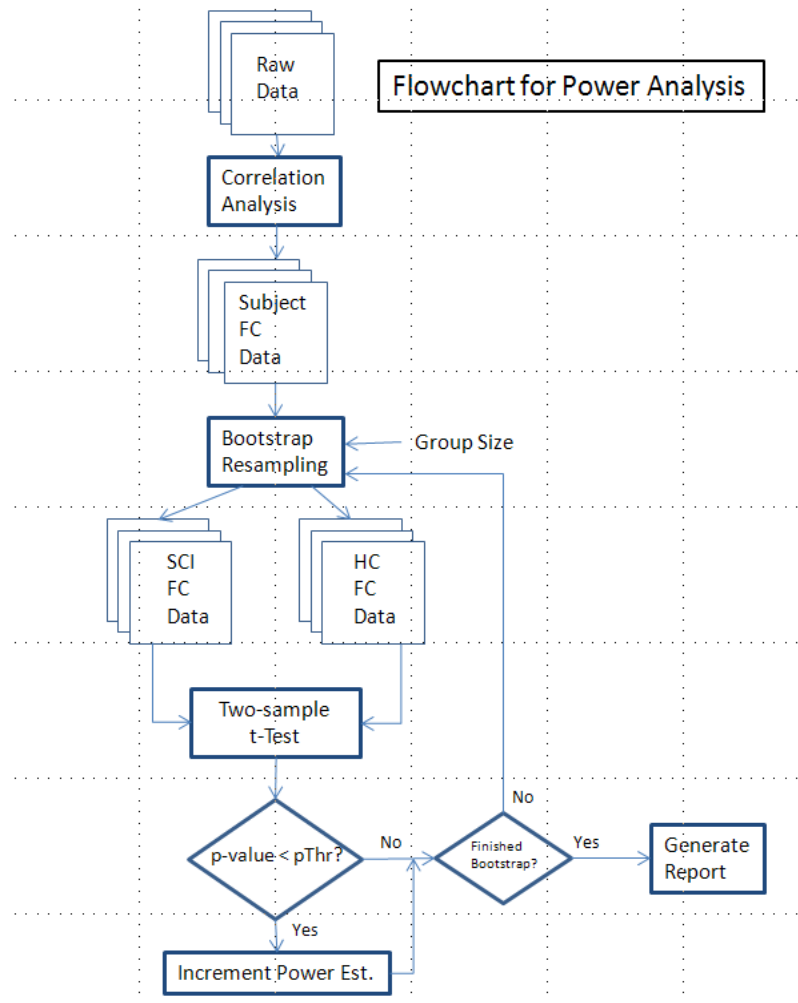 Raw
Data
Flowchart for Power Analysis
Correlation
Analysis
Subject
FC
Data
Bootstrap
Resampling
Group Size
SCI
FC
Data
HC
FC
Data
Two-sample
t-Test
p-value < pThr?
No
Finished
Bootstrap?
No
Yes
Generate
Report
Yes
Increment Power Est.